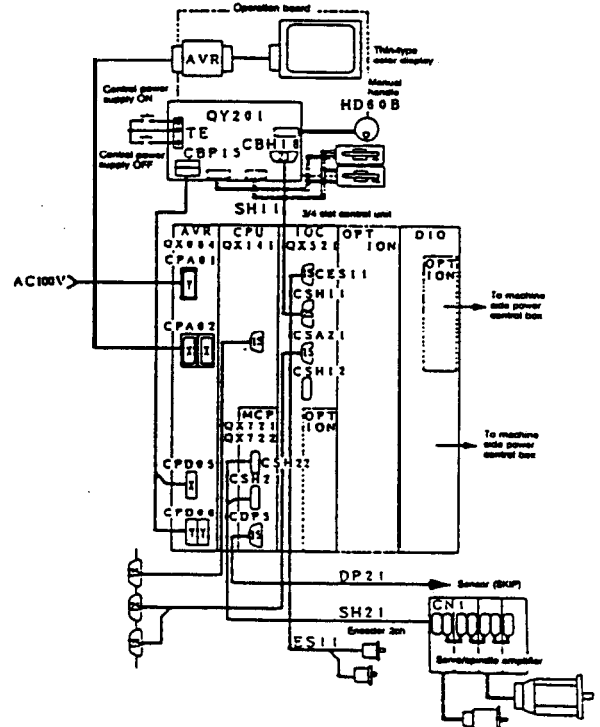 Operation board
AVR
Thin-type
color display
Manual
handle
HD60B
Control power
supply ON
QY201
TE
CBH18
CBP15
Control power
supply OFF
SH11
3/4 slot control unit
AVR
QX084
CPU
QX141
IOC
QX521
OPT
ION
DIO
CPA01
AC100V
CES11
CSH11
OPT
ION
To machine
side power
control box
CPA02
CSA21
CSH12
MCP
QX721
QX722
OPT
ION
To machine
side power
control box
CPD05
CSH22
CSH2
CDP5
CPD06
DP21
Sensor (SKIP)
SH21
CN1
ES11
Encoder 2ch
Servo/spindle amplifier